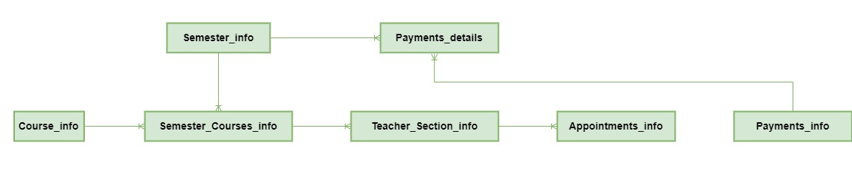 Semester_info
Payments_details
Course_info
Semester_Courses_info
Teacher_Section_info
Appointments_info
Payments_info